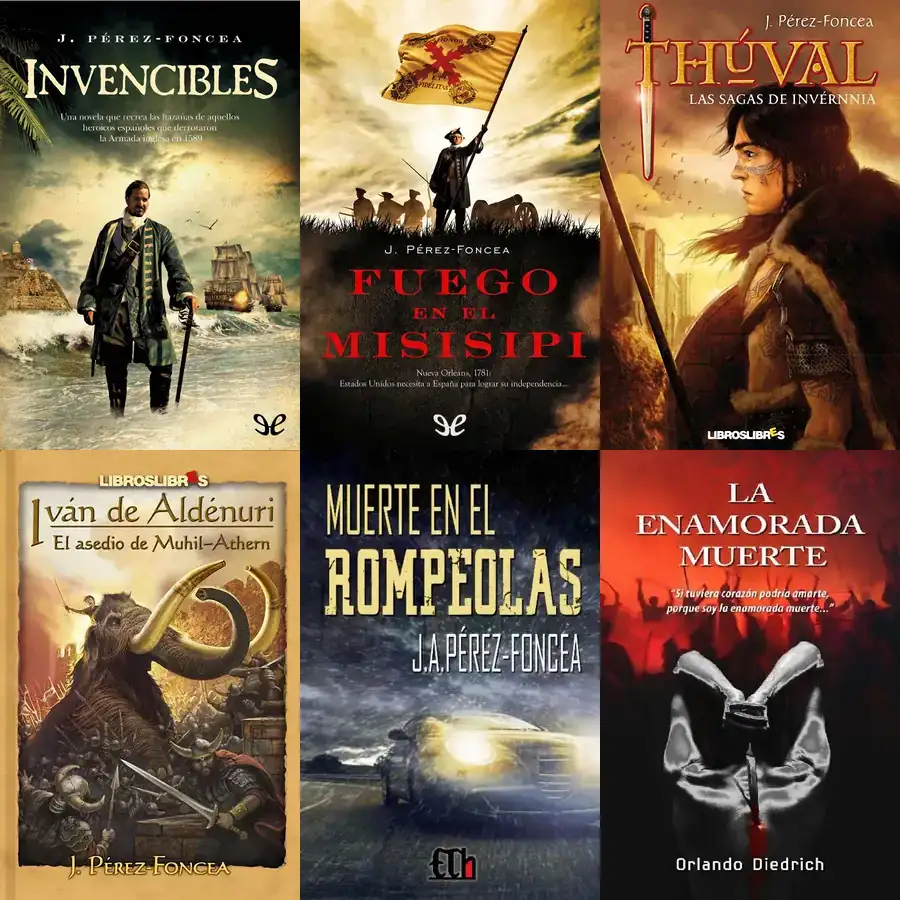 J. PÉREZ-FONCEA
INVENCIBLES
Una novela que recrea las hazañas de aquellos
heroicos españoles que derrotaron
la Armada inglesa en 1589
J. PÉREZ-FONCEA
FUEGO
EN EL
MISISIPI
Nueva Orleáns, 1781:
Estados Unidos necesita a España para lograr su independencia...
J. Pérez-Foncea
THÚVAL
LAS SAGAS DE INVÉRNNIA
LIBROSLIBRES
LIBROSLIBRES
Iván de Aldénuri
El asedio de Muhil-Athern
J. PÉREZ-FONCEA
MUERTE EN EL
ROMPEOLAS
J.A.PÉREZ-FONCEA
LA
ENAMORADA
MUERTE
"Si tuviera corazón podría amarte,
porque soy la enamorada muerte..."
Orlando Diedrich